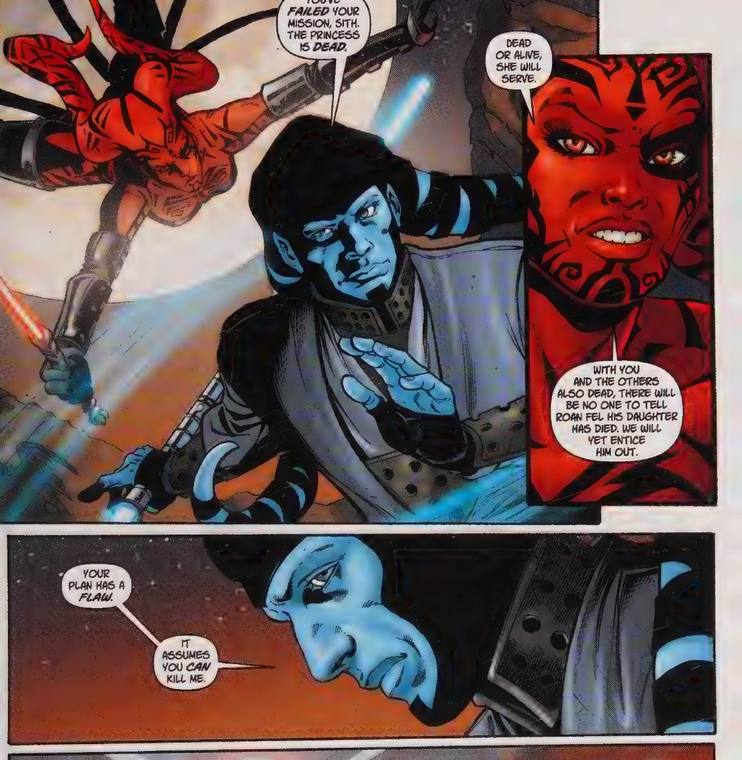 YOU'VE
FAILED YOUR
MISSION, SITH.
THE PRINCESS
IS DEAD.
DEAD
OR ALIVE,
SHE WILL
SERVE.
WITH YOU
AND THE OTHERS
ALSO DEAD, THERE WILL
BE NO ONE TO TELL
ROAN FEL HIS DAUGHTER
HAS DIED. WE WILL
YET ENTICE
HIM OUT.
YOUR
PLAN HAS A
FLAW.
IT
ASSUMES
YOU CAN
KILL ME.